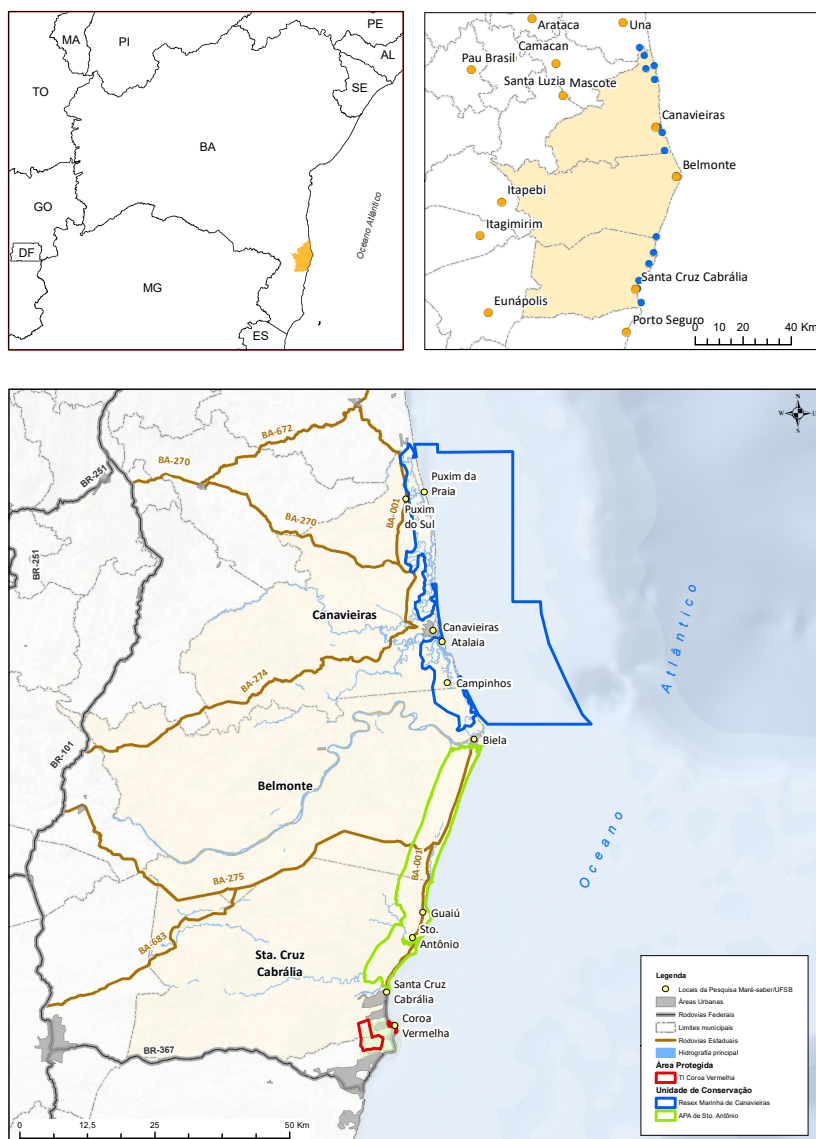 PE
MA
PI
AL
SE
TO
BA
GO
DF
MG
ES
Oceano Atlântico
Arataca
Una
Camacan
Pau Brasil
Santa Luzia
Mascote
Canavieiras
Belmonte
Itapebi
Itagimirim
Santa Cruz Cabrália
Eunápolis
Porto Seguro
0 10 20 40 Km
N
W
E
S
BA-672
BA-270
BR-251
BA-270
BA-001
BR-251
Puxim da
Praia
Puxim
do Sul
Canavieiras
Canavieiras
Atalaia
BA-274
Campinhos
BR-101
Biela
Belmonte
Atlântico
Oceano
BA-001
BA-275
Guaiú
BA-683
Sto.
Antônio
Sta. Cruz
Cabrália
Santa Cruz
Cabrália
Coroa
Vermelha
BR-367
0 12,5 25 50 Km
Legenda
Locais da Pesquisa Maré-saber/UFSB
Áreas Urbanas
Rodovias Federais
Limites municipais
Rodovias Estaduais
Hidrografia principal
Área Protegida
TI Coroa Vermelha
Unidade de Conservação
Resex Marinha de Canavieiras
APA de Sto. Antônio